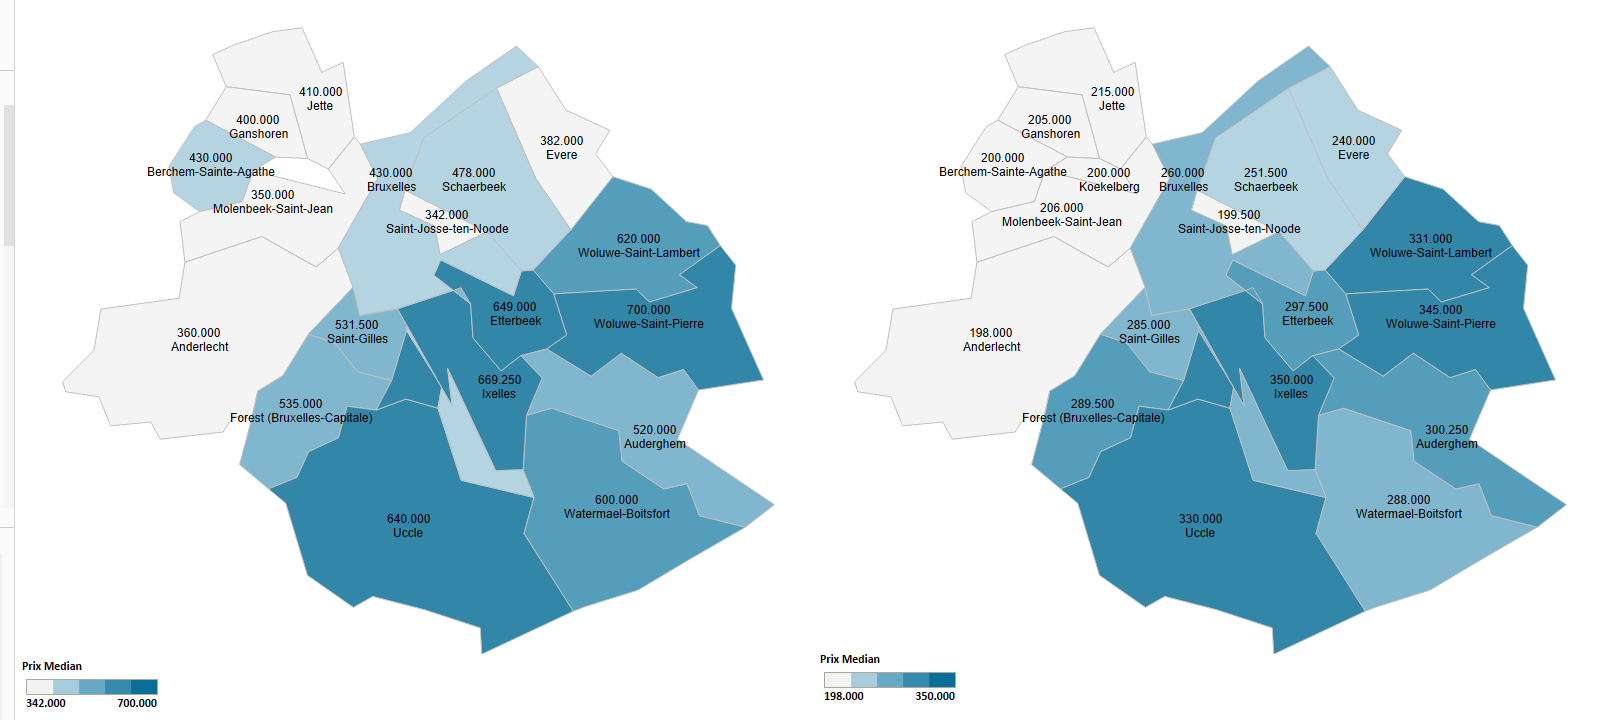 410.000
Jette
400.000
Ganshoren
382.000
Evere
430.000
Berchem-Sainte-Agathe
430.000
Bruxelles
478.000
Schaerbeek
350.000
Molenbeek-Saint-Jean
342.000
Saint-Josse-ten-Noode
620.000
Woluwe-Saint-Lambert
649.000
Etterbeek
700.000
Woluwe-Saint-Pierre
531.500
Saint-Gilles
360.000
Anderlecht
669.250
Ixelles
535.000
Forest (Bruxelles-Capitale)
520.000
Auderghem
600.000
Watermael-Boitsfort
640.000
Uccle
Prix Median
342.000 700.000
215.000
Jette
205.000
Ganshoren
240.000
Evere
200.000
Berchem-Sainte-Agathe
200.000
Koekelberg
260.000
Bruxelles
251.500
Schaerbeek
206.000
Molenbeek-Saint-Jean
199.500
Saint-Josse-ten-Noode
331.000
Woluwe-Saint-Lambert
297.500
Etterbeek
345.000
Woluwe-Saint-Pierre
285.000
Saint-Gilles
198.000
Anderlecht
350.000
Ixelles
289.500
Forest (Bruxelles-Capitale)
300.250
Auderghem
288.000
Watermael-Boitsfort
330.000
Uccle
Prix Median
198.000 350.000